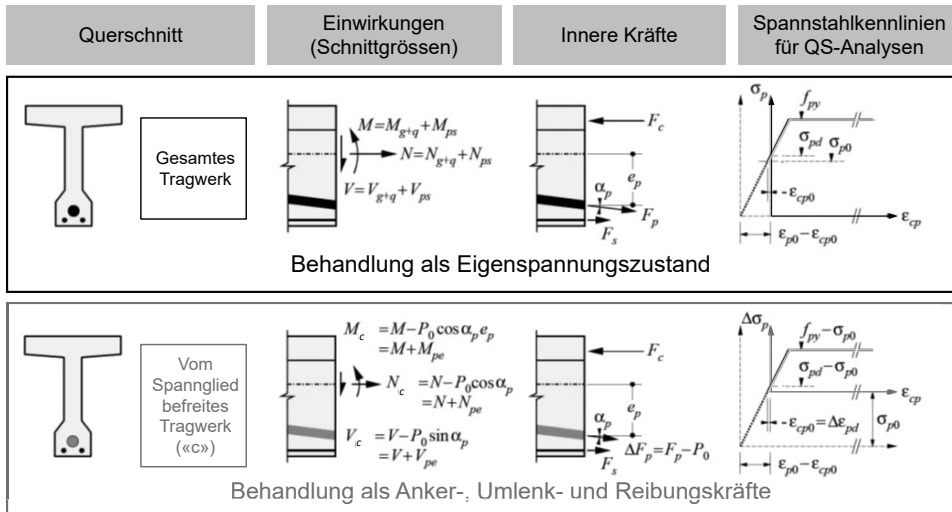 Querschnitt
Einwirkungen
(Schnittgrössen)
Innere Kräfte
Spannstahlkennlinien
für QS-Analysen
Gesamtes
Tragwerk
M=M_{g+q}+M_{ps}
N=N_{g+q}+N_{ps}
V=V_{g+q}+V_{ps}
F_c
e_p
α_p
F_p
F_s
σ_p
f_{py}
σ_{pd}
σ_{p0}
-ε_{cp0}
ε_{cp}
ε_{p0}-ε_{cp0}
Behandlung als Eigenspannungszustand
Vom
Spannglied
befreites
Tragwerk
(«c»)
M_c =M-P_0cosα_pe_p
=M+M_{pe}
N_c =N-P_0cosα_p
=N+N_{pe}
V_c =V-P_0sinα_p
=V+V_{pe}
F_c
e_p
α_p
ΔF_p=F_p-P_0
F_s
Δσ_p
f_{py}-σ_{p0}
σ_{pd}-σ_{p0}
ε_{cp}
-ε_{cp0}=Δε_{pd}
σ_{p0}
ε_{p0}-ε_{cp0}
Behandlung als Anker-, Umlenk- und Reibungskräfte